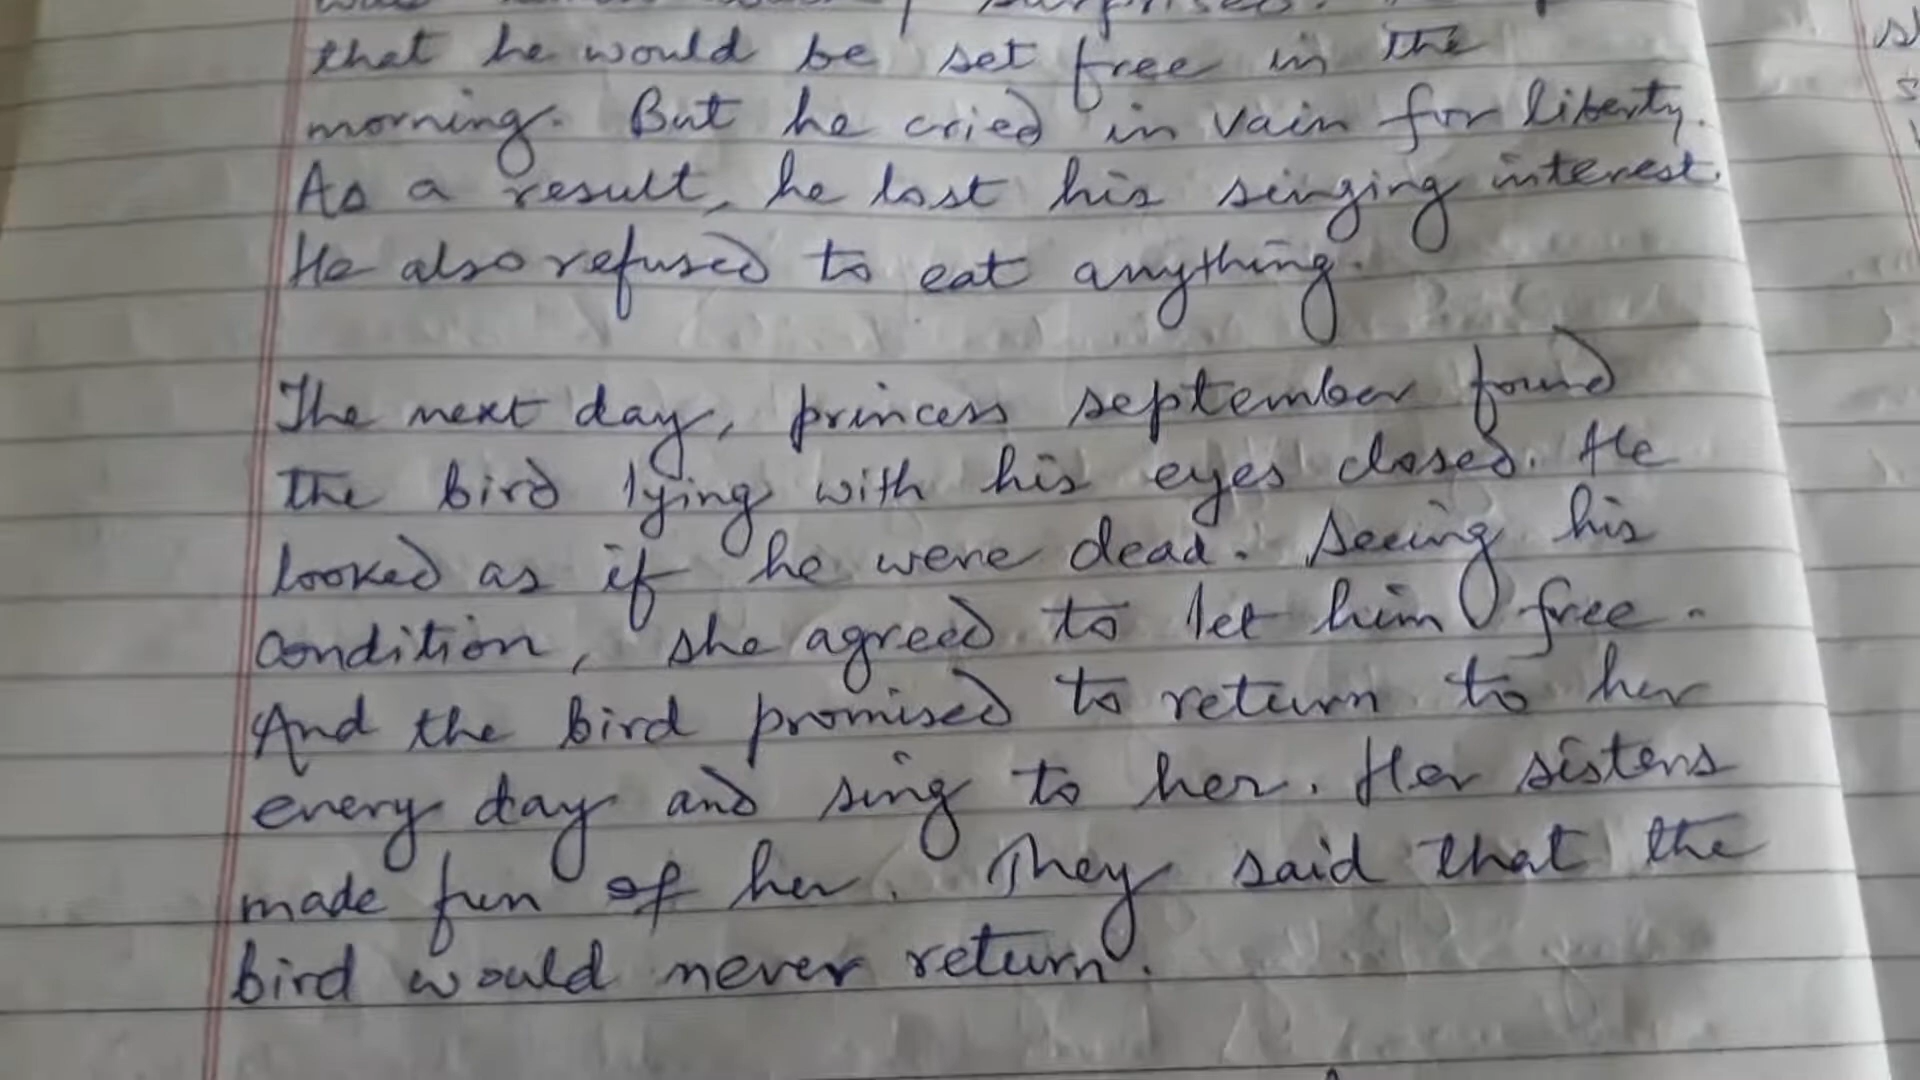 surprised.
that he would be set free in the
morning. But he cried in vain for liberty.
As a result, he lost his singing interest.
He also refused to eat anything.
The next day, princess september found
the bird lying with his eyes closed. He
looked as if he were dead. Seeing his
condition, she agreed to let him free.
And the bird promised to return to her
every day and sing to her. Her sisters
made fun of her. They said that the
bird would never return.